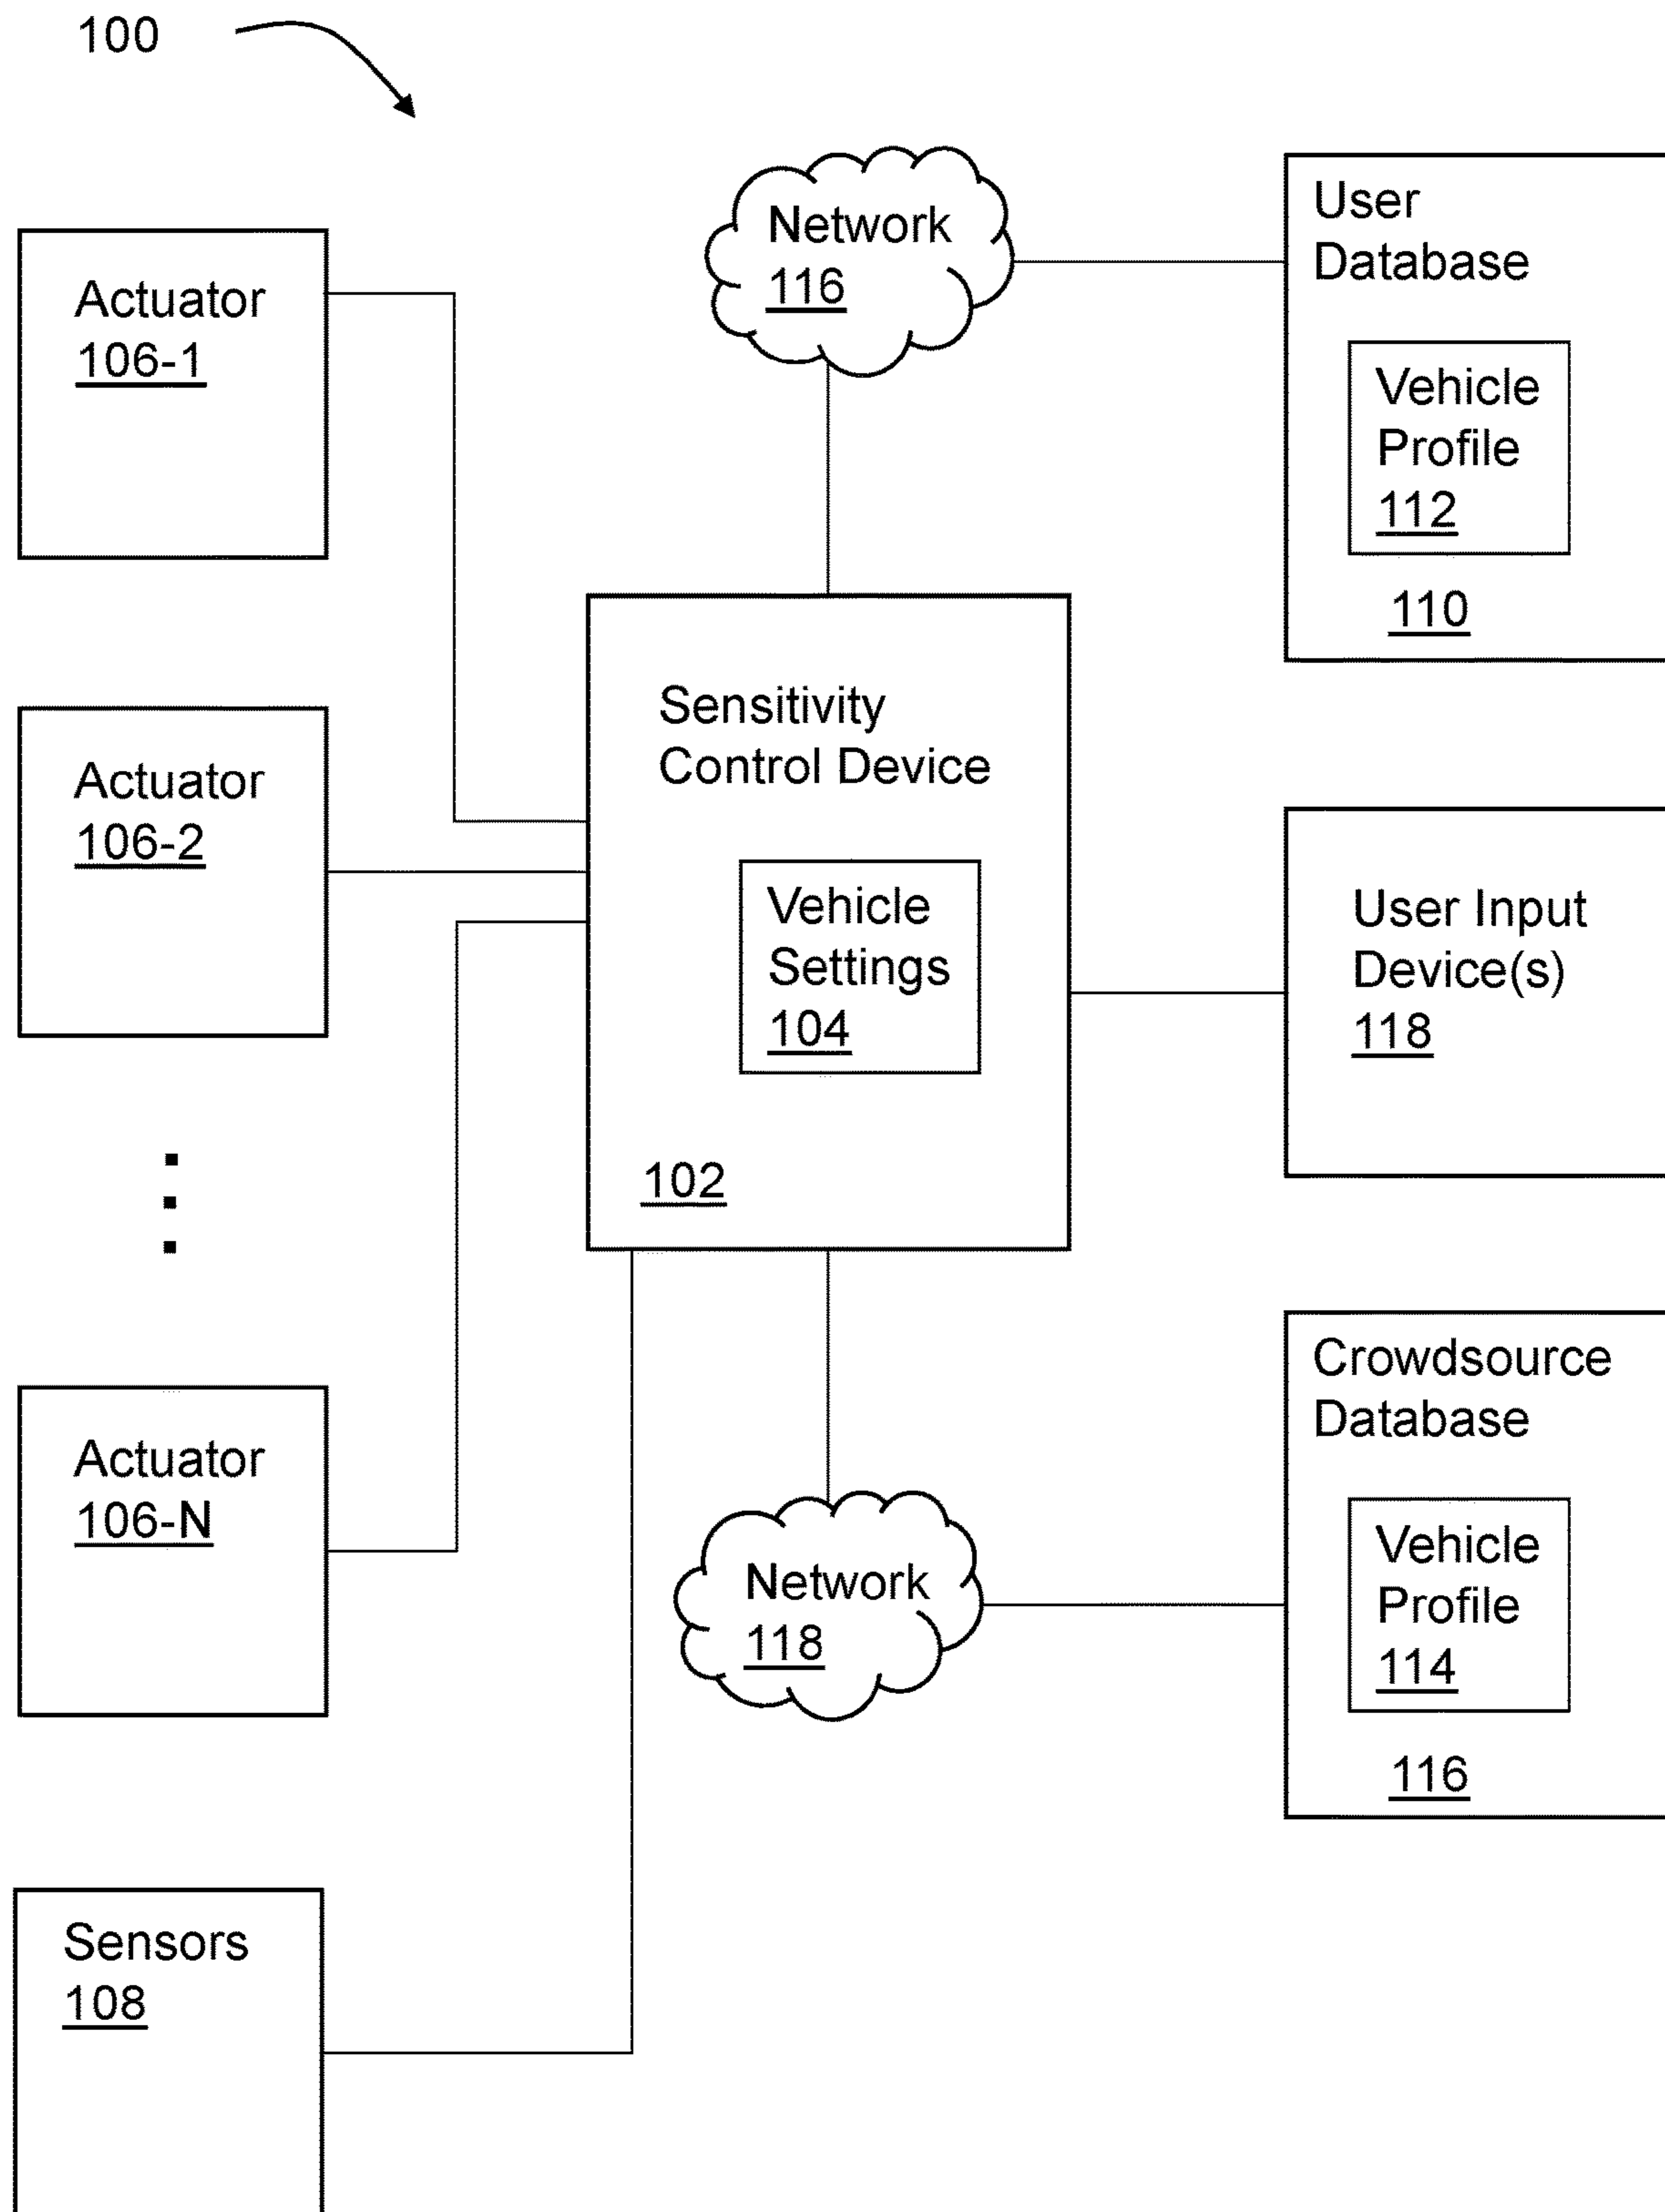 100
Network
116
User
Database
Vehicle
Profile
112
110
Actuator
106-1
Actuator
106-2
Sensitivity
Control Device
Vehicle
Settings
104
102
User Input
Device(s)
118
Actuator
106-N
Network
118
Crowdsource
Database
Vehicle
Profile
114
116
Sensors
108